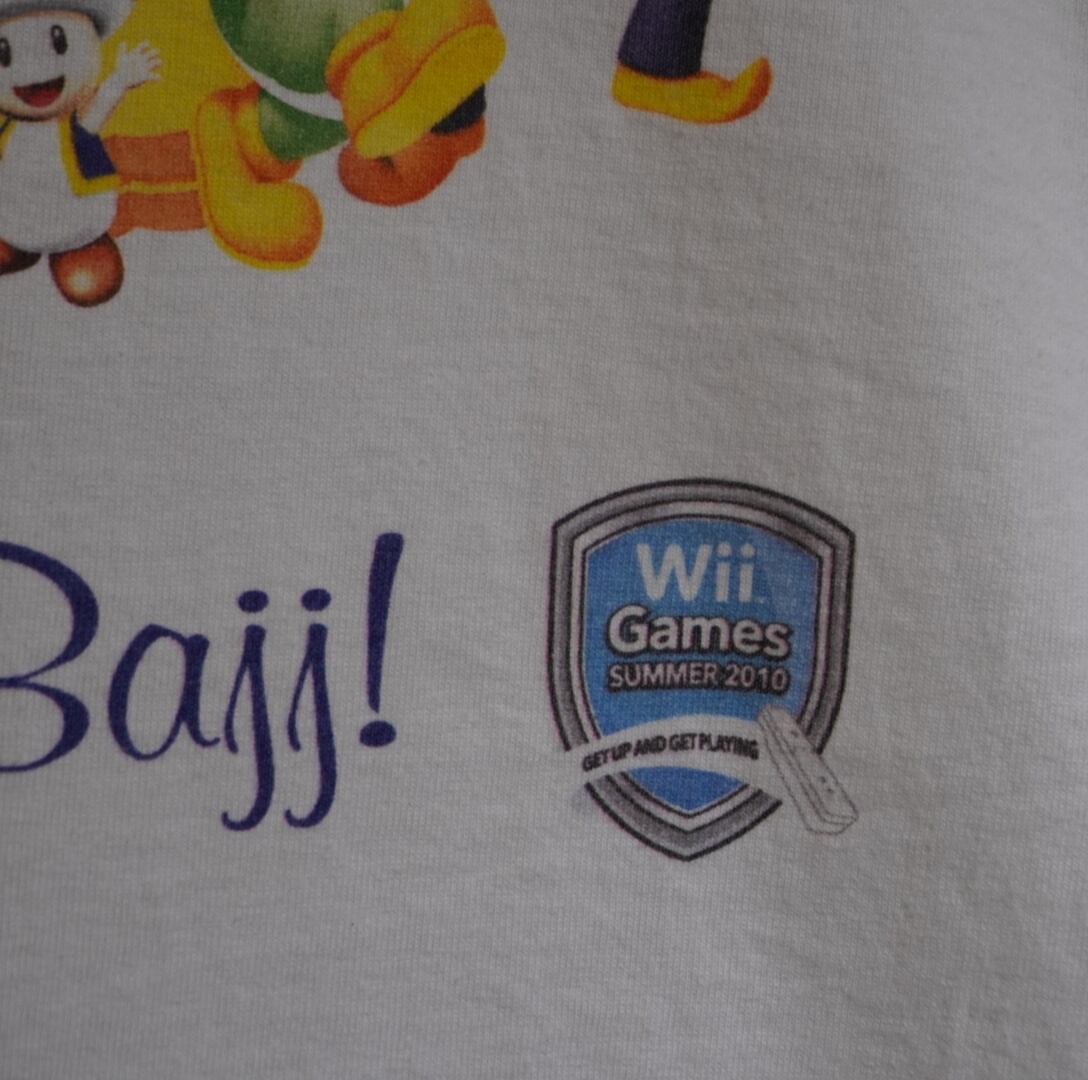 Bajj!
Wii
Games
SUMMER 2010
GET UP AND GET PLAYING